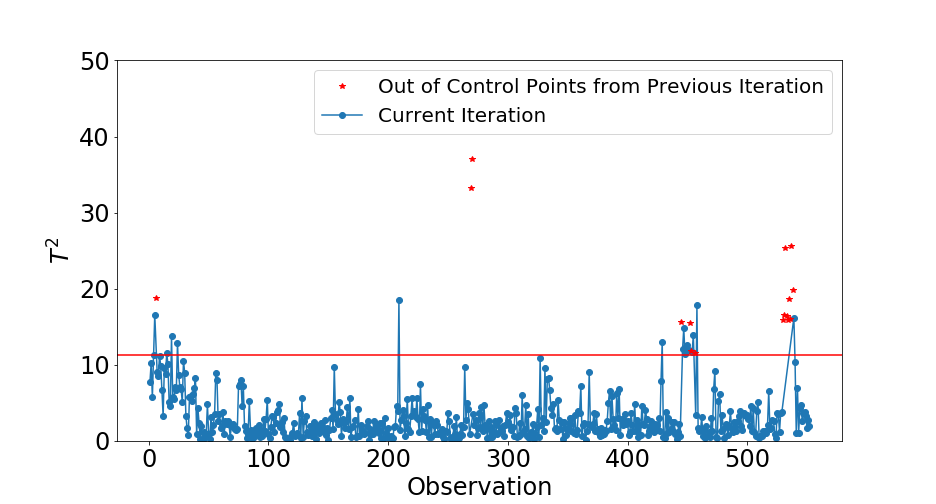 50
40
30
20
10
0
T²
Out of Control Points from Previous Iteration
Current Iteration
0 100 200 300 400 500
Observation